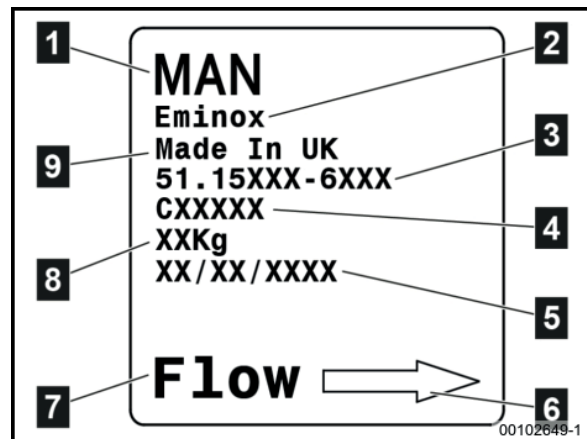 1 MAN 2
Eminox
9 Made In UK 3
51.15XXX-6XXX
CXXXXX 4
8 XXKg
XX/XX/XXXX 5
7 Flow 6
00102649-1